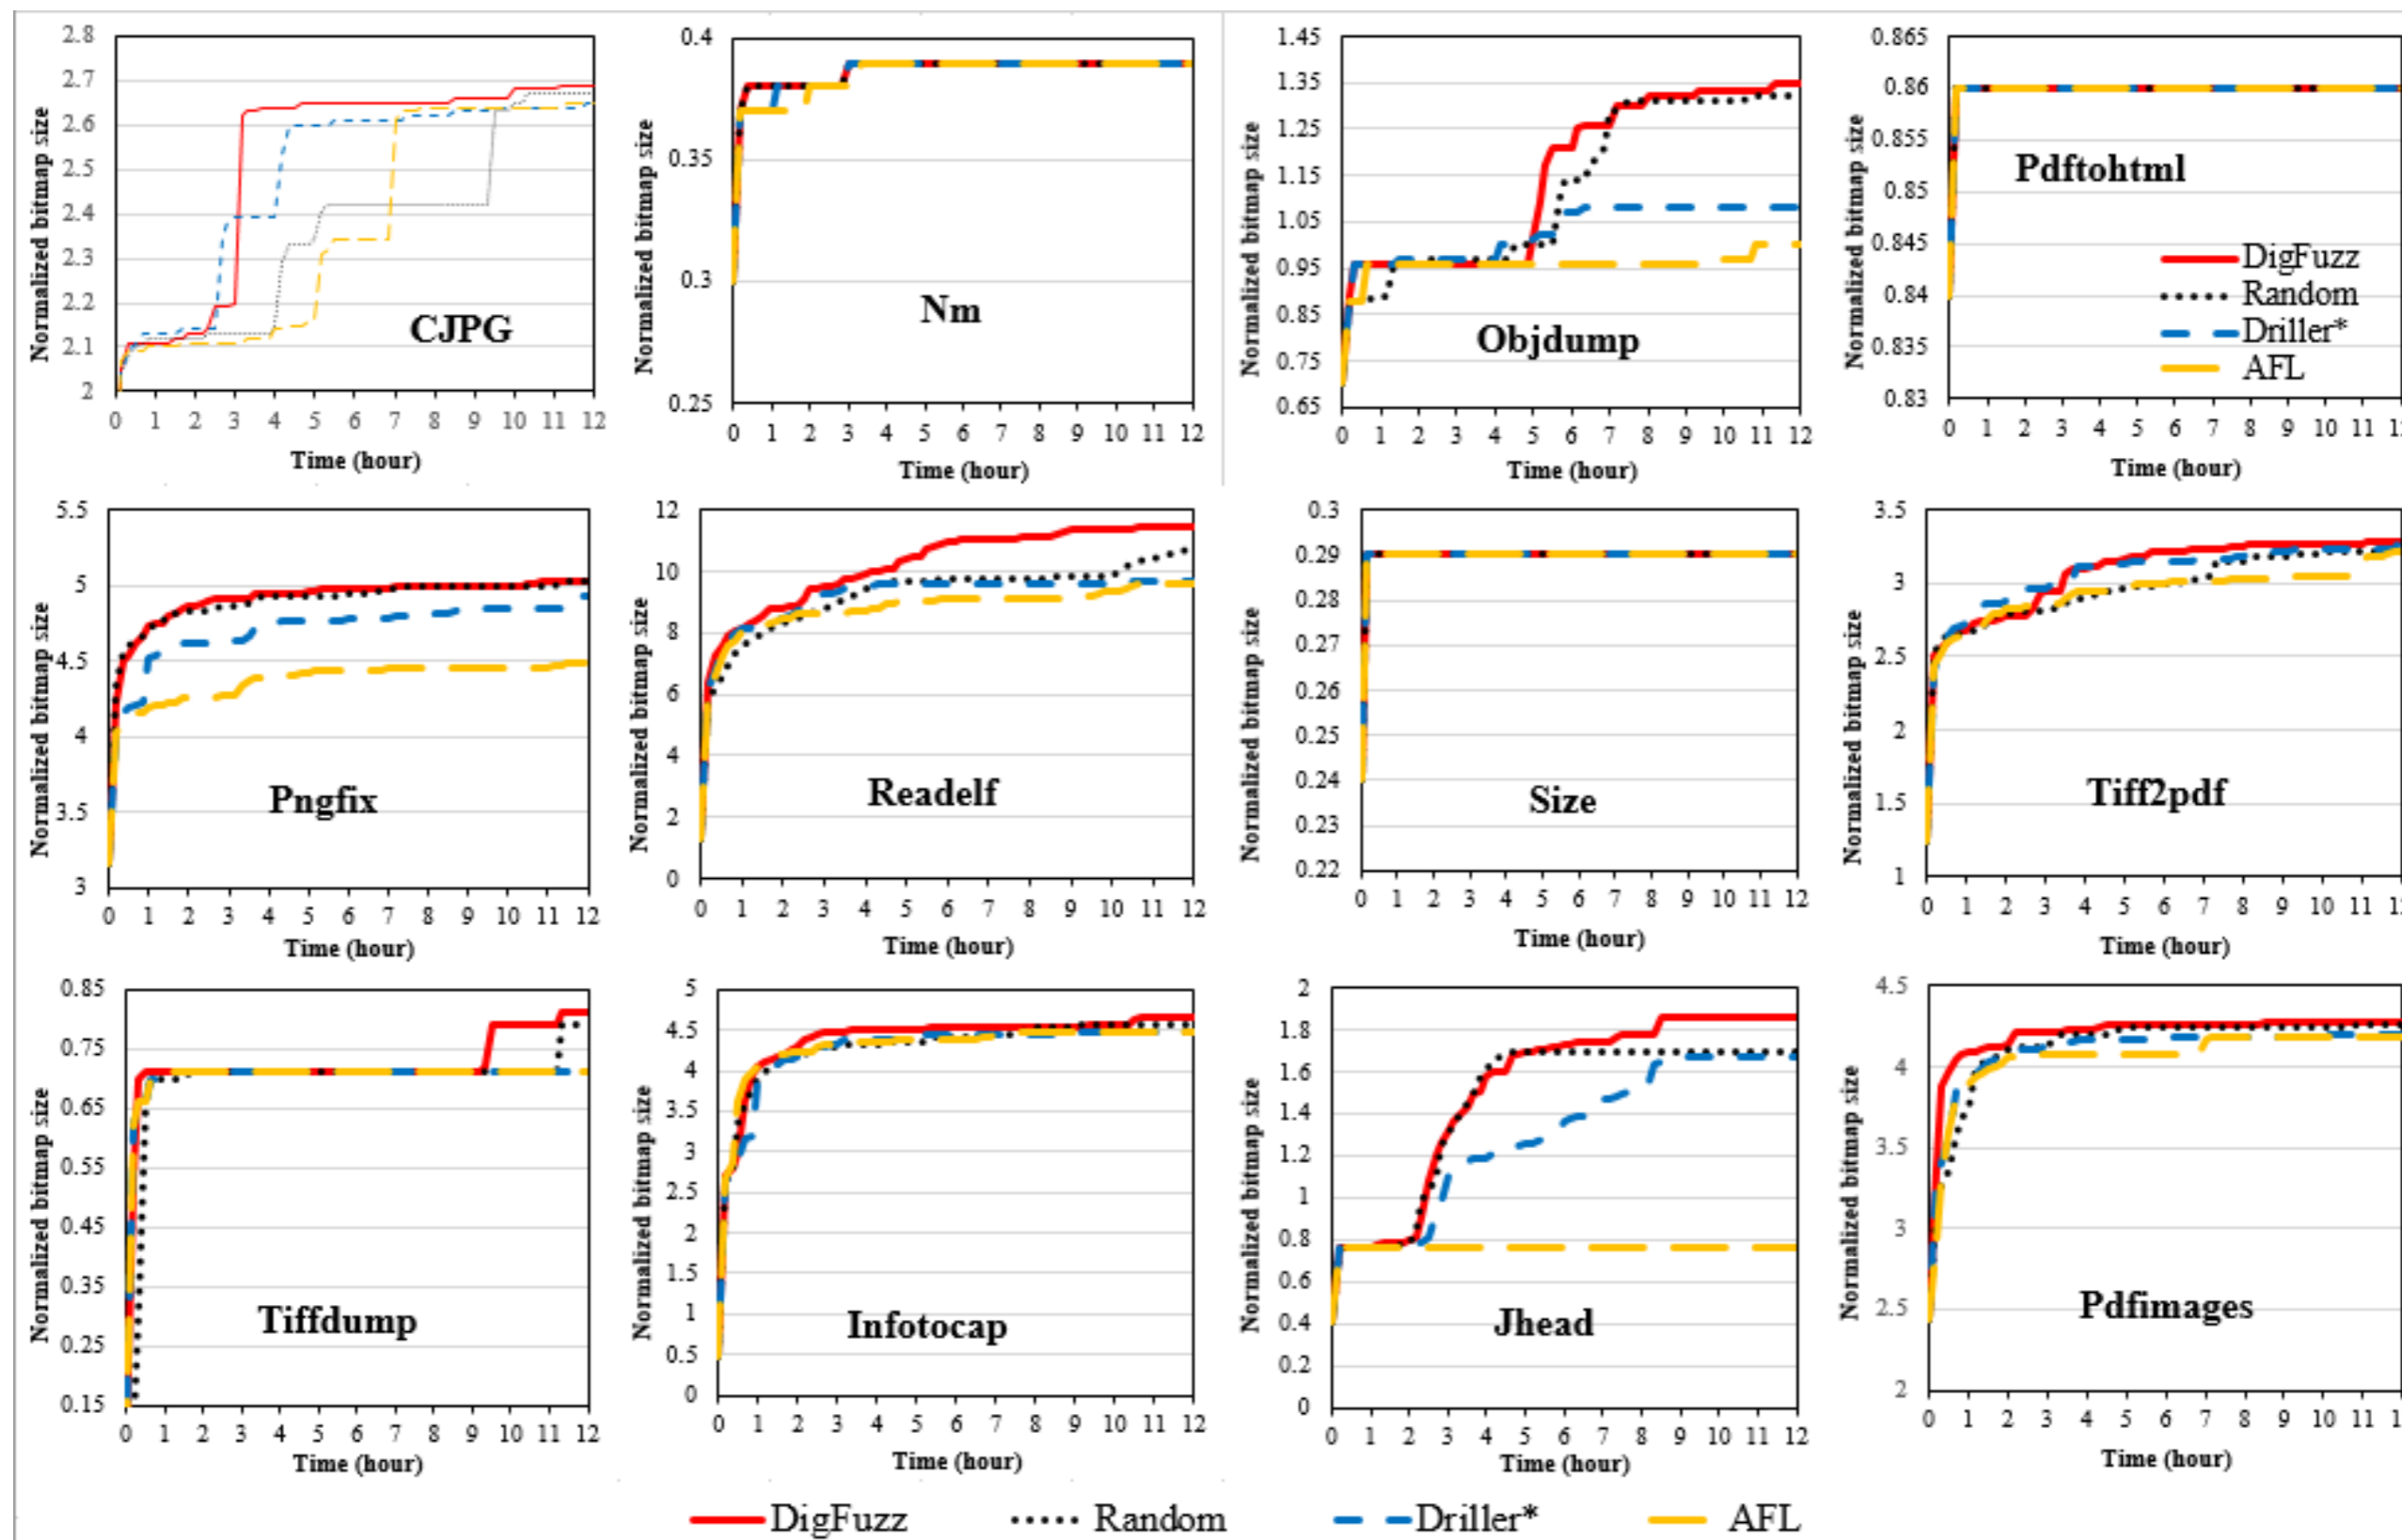 2.8
2.7
2.6
2.5
2.4
2.3
2.2
2.1
2
Normalized bitmap size
CJPG
0 1 2 3 4 5 6 7 8 9 10 11 12
Time (hour)
0.4
0.35
0.3
0.25
Normalized bitmap size
Nm
0 1 2 3 4 5 6 7 8 9 10 11 12
Time (hour)
1.45
1.35
1.25
1.15
1.05
0.95
0.85
0.75
0.65
Normalized bitmap size
Objdump
0 1 2 3 4 5 6 7 8 9 10 11 12
Time (hour)
0.865
0.86
0.855
0.85
0.845
0.84
0.835
0.83
Normalized bitmap size
Pdftohtml
DigFuzz
Random
Driller*
AFL
0 1 2 3 4 5 6 7 8 9 10 11
Time (hour)
5.5
5
4.5
4
3.5
3
Normalized bitmap size
Pngfix
0 1 2 3 4 5 6 7 8 9 10 11 12
Time (hour)
12
10
8
6
4
2
0
Normalized bitmap size
Readelf
0 1 2 3 4 5 6 7 8 9 10 11 12
Time (hour)
0.3
0.29
0.28
0.27
0.26
0.25
0.24
0.23
0.22
Normalized bitmap size
Size
0 1 2 3 4 5 6 7 8 9 10 11 12
Time (hour)
3.5
3
2.5
2
1.5
1
Normalized bitmap size
Tiff2pdf
0 1 2 3 4 5 6 7 8 9 10 11
Time (hour)
0.85
0.75
0.65
0.55
0.45
0.35
0.25
0.15
Normalized bitmap size
Tiffdump
0 1 2 3 4 5 6 7 8 9 10 11 12
Time (hour)
5
4.5
4
3.5
3
2.5
2
1.5
1
0.5
0
Normalized bitmap size
Infotocap
0 1 2 3 4 5 6 7 8 9 10 11 12
Time (hour)
2
1.8
1.6
1.4
1.2
1
0.8
0.6
0.4
0.2
0
Normalized bitmap size
Jhead
0 1 2 3 4 5 6 7 8 9 10 11 12
Time (hour)
4.5
4
3.5
3
2.5
2
Normalized bitmap size
Pdfimages
0 1 2 3 4 5 6 7 8 9 10 11
Time (hour)
DigFuzz Random Driller* AFL